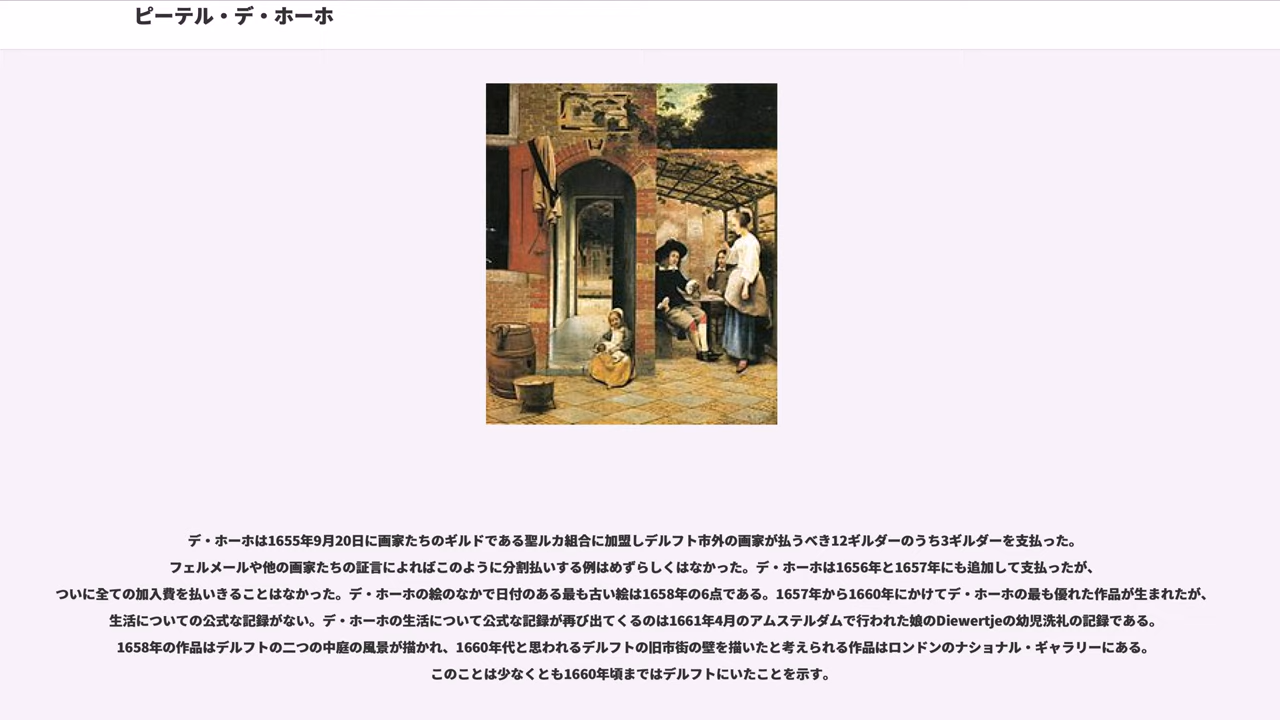 ピーテル・デ・ホーホ
デ・ホーホは1655年9月20日に画家たちのギルドである聖ルカ組合に加盟しデルフト市外の画家が払うべき12ギルダーのうち3ギルダーを支払った。
フェルメールや他の画家たちの証言によればこのように分割払いする例はめずらしくはなかった。デ・ホーホは1656年と1657年にも追加して支払ったが、
ついに全ての加入費を払いきることはなかった。デ・ホーホの絵のなかで日付のある最も古い絵は1658年の6点である。1657年から1660年にかけてデ・ホーホの最も優れた作品が生まれたが、
生活についての公式な記録がない。デ・ホーホの生活について公式な記録が再び出てくるのは1661年4月のアムステルダムで行われた娘のDiewertjeの幼児洗礼の記録である。
1658年の作品はデルフトの二つの中庭の風景が描かれ、1660年代と思われるデルフトの旧市街の壁を描いたと考えられる作品はロンドンのナショナル・ギャラリーにある。
このことは少なくとも1660年頃まではデルフトにいたことを示す。